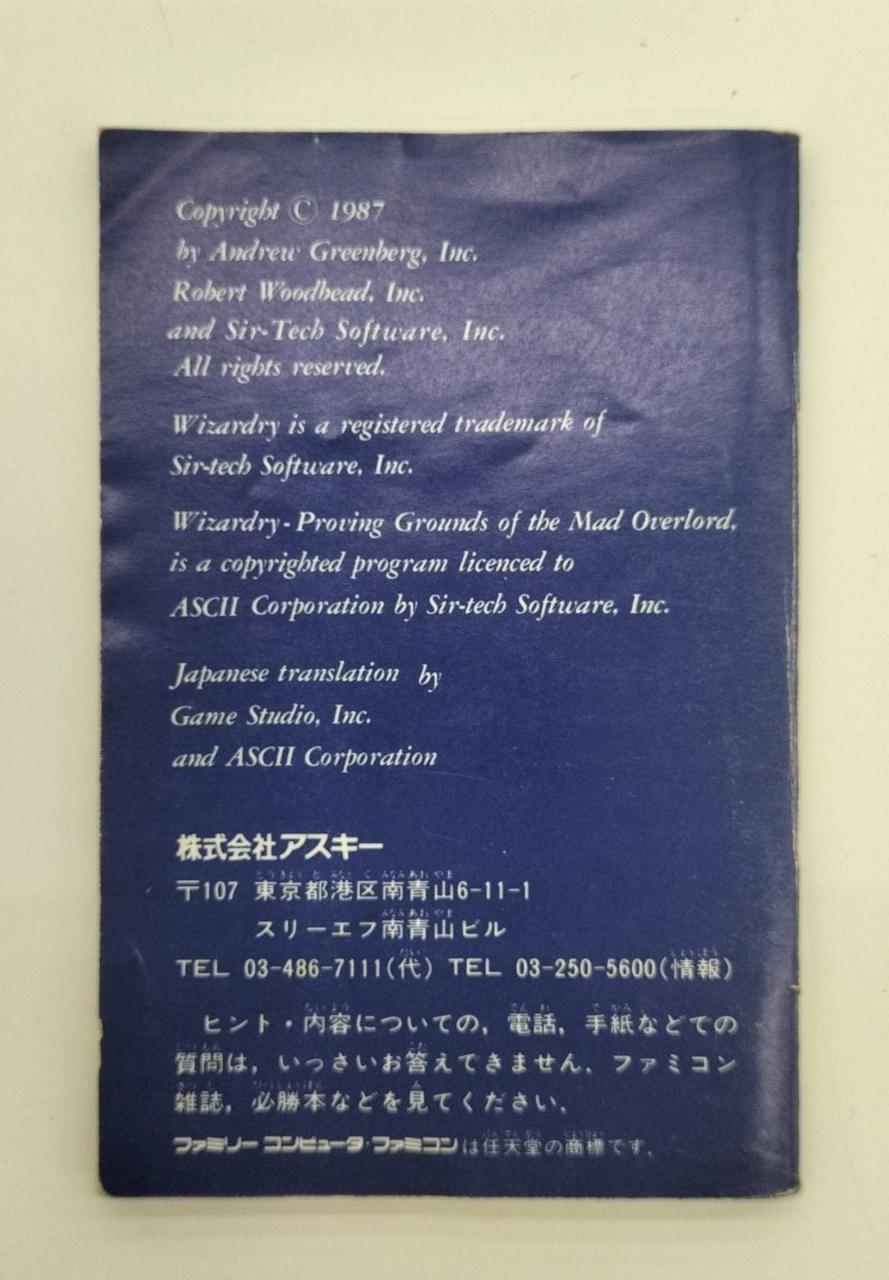 Copyright © 1987
by Andrew Greenberg, Inc.
Robert Woodhead, Inc.
and Sir-Tech Software, Inc.
All rights reserved.
Wizardry is a registered trademark of
Sir-tech Software, Inc.
Wizardry-Proving Grounds of the Mad Overlord,
is a copyrighted program licenced to
ASCII Corporation by Sir-tech Software, Inc.
Japanese translation by
Game Studio, Inc.
and ASCII Corporation
株式会社アスキー
〒107 東京都港区南青山6-11-1
スリーエフ南青山ビル
TEL 03-486-7111(代) TEL 03-250-5600(情報)
ヒント・内容についての,電話,手紙などでの
質問は,いっさいお答えできません.ファミコン
雑誌,必勝本などを見てください.
ファミリーコンピュータ・ファミコンは任天堂の商標です.